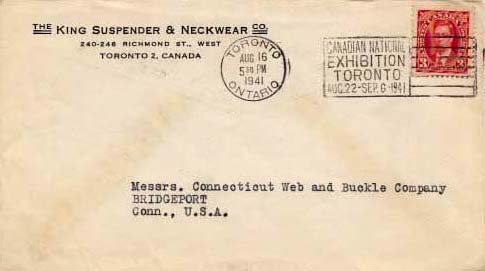 THE KING SUSPENDER & NECKWEAR CO.
240-248 RICHMOND ST., WEST
TORONTO 2, CANADA
TORONTO
AUG 16
5 30 PM
1941
ONTARIO
CANADIAN NATIONAL
EXHIBITION
TORONTO
AUG.22-SEP.6-1941
3 3
Messrs. Connecticut Web and Buckle Company
BRIDGEPORT
Conn., U.S.A.